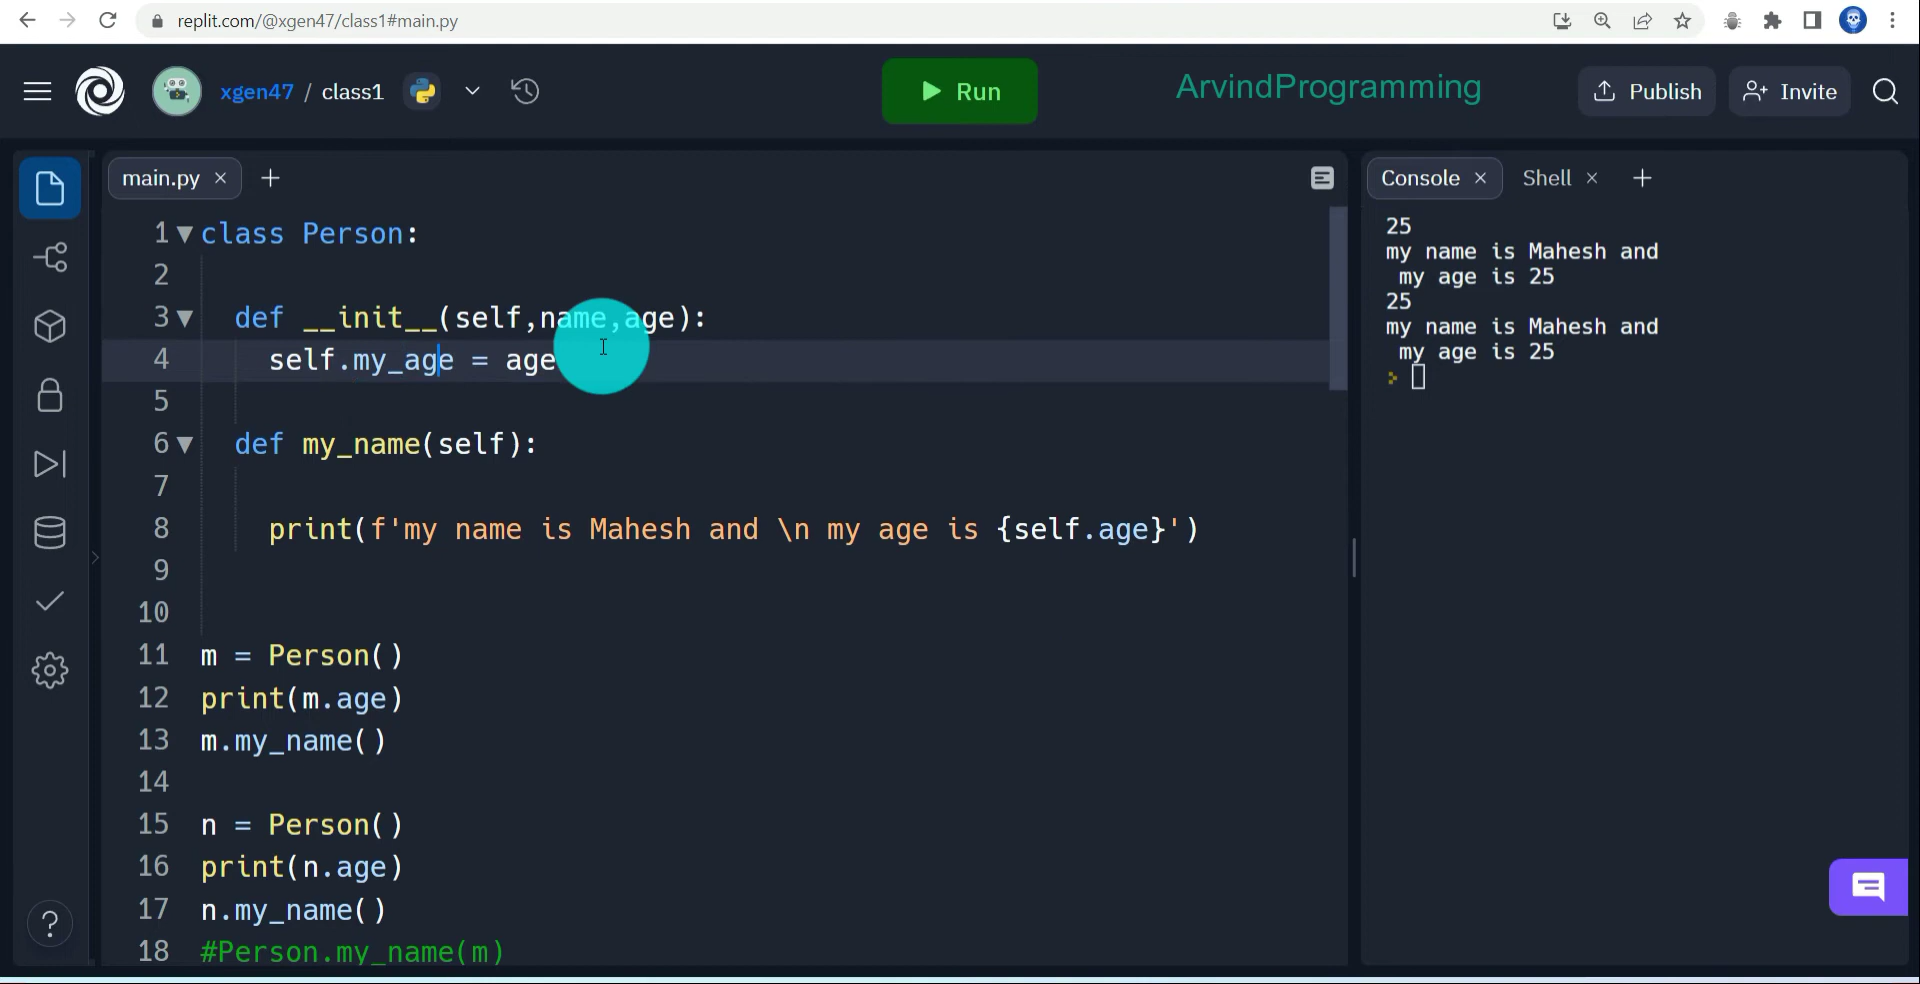 replit.com/@xgen47/class1#main.py
xgen47 / class1
Run
ArvindProgramming
Publish
Invite
main.py
1 class Person:
2
3 def __init__(self,name,age):
4 self.my_age = age
5
6 def my_name(self):
7
8 print(f'my name is Mahesh and \n my age is {self.age}')
9
10
11 m = Person()
12 print(m.age)
13 m.my_name()
14
15 n = Person()
16 print(n.age)
17 n.my_name()
18 #Person.my_name(m)
Console
Shell
25
my name is Mahesh and
my age is 25
25
my name is Mahesh and
my age is 25